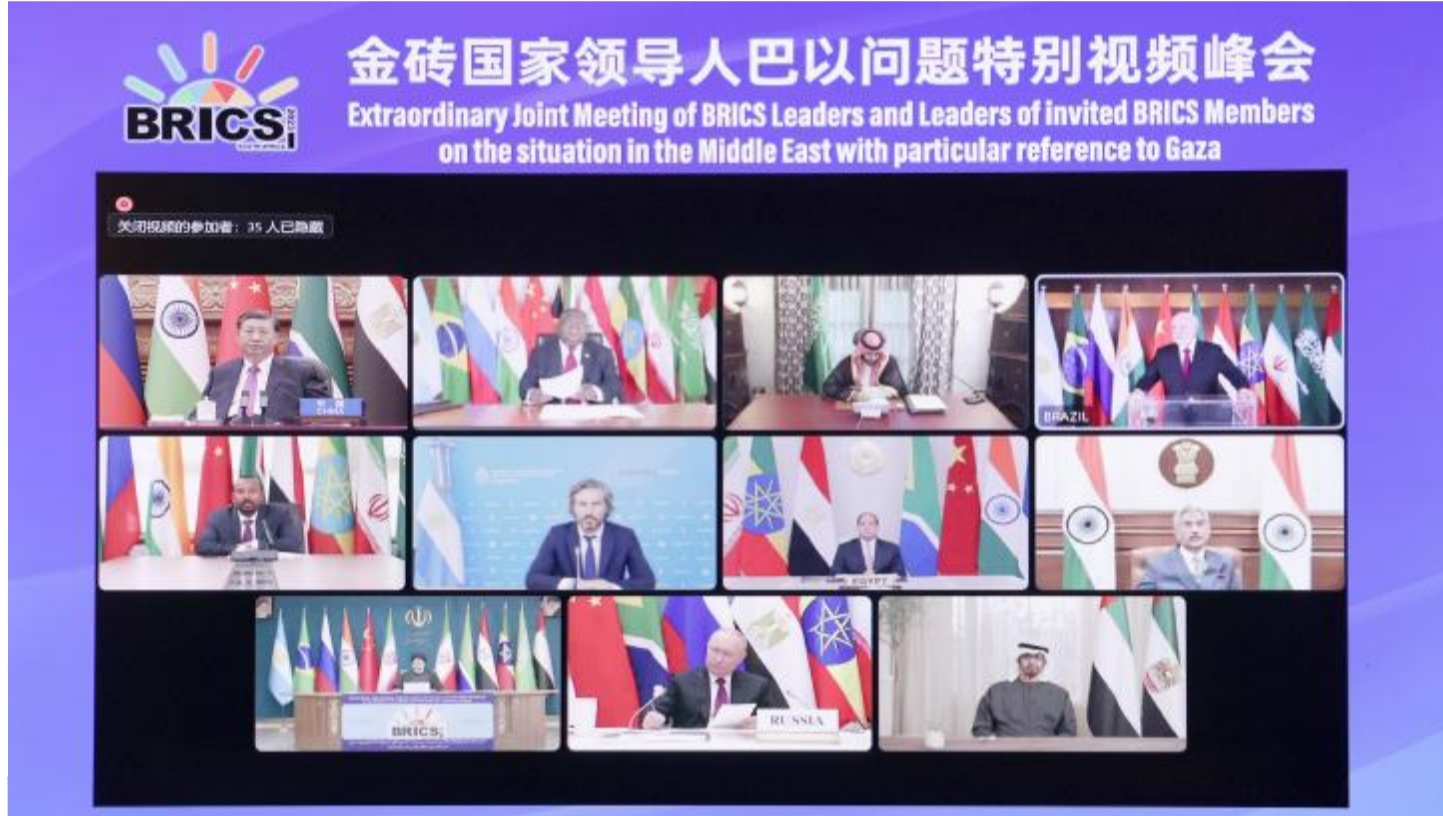 金砖国家领导人巴以问题特别视频峰会
BRICS
Extraordinary Joint Meeting of BRICS Leaders and Leaders of invited BRICS Members
on the situation in the Middle East with particular reference to Gaza
关闭视频的参加者：35 人已隐藏
中 国
CHINA
BRAZIL
EGYPT
BRICS
RUSSIA